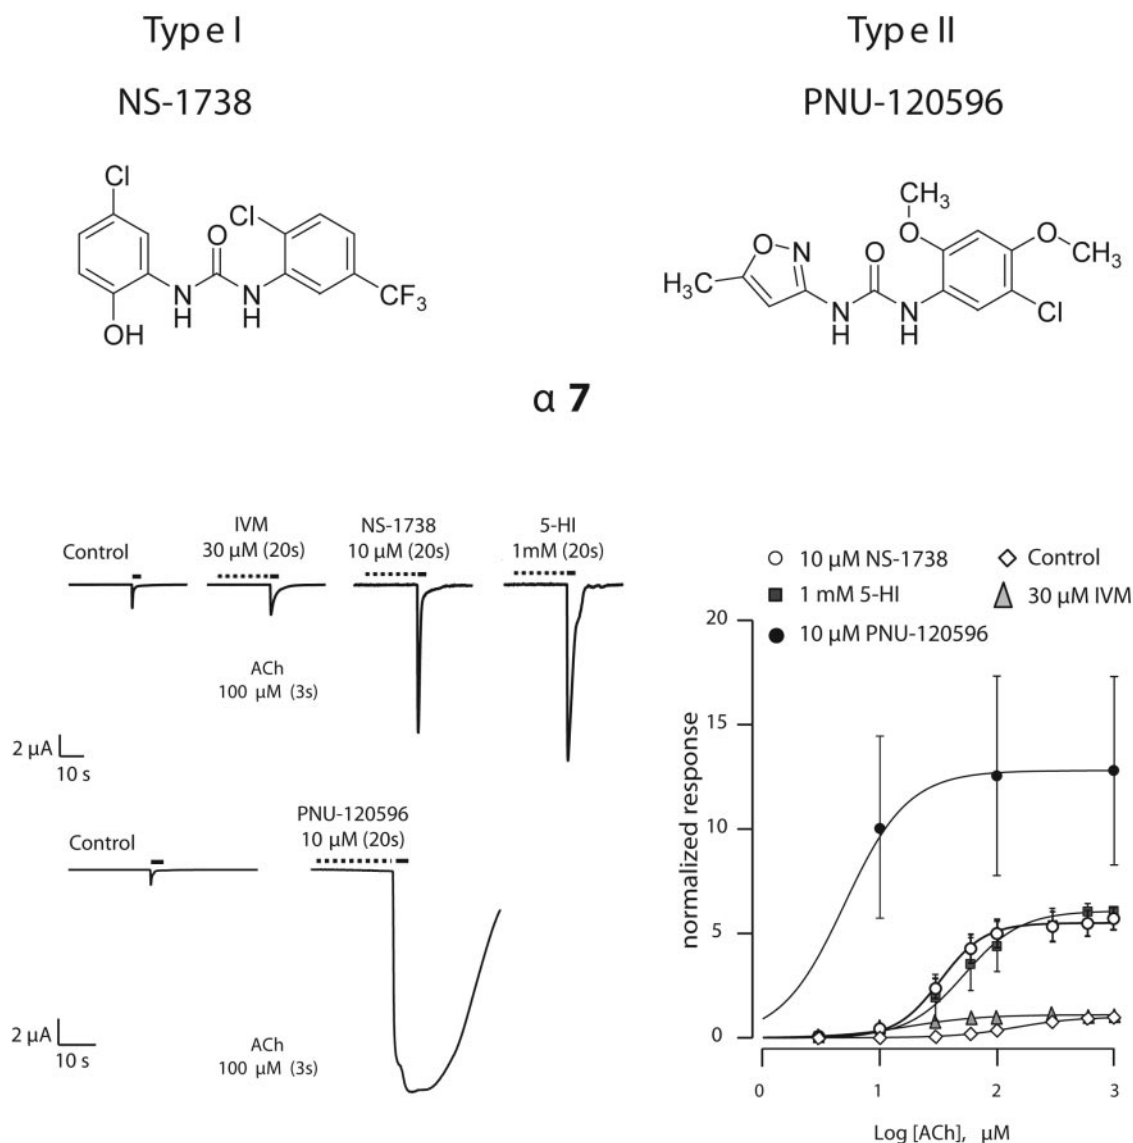 Type I
Type II
NS-1738
PNU-120596
Cl
Cl
O
N
H
N
H
OH
CF3
CH3
O
O
CH3
O
N
H3C
O
N
H
N
H
Cl
α 7
Control
IVM
30 µM (20s)
NS-1738
10 µM (20s)
5-HI
1mM (20s)
ACh
100 µM (3s)
2 µA
10 s
PNU-120596
10 µM (20s)
Control
ACh
100 µM (3s)
2 µA
10 s
10 µM NS-1738
Control
1 mM 5-HI
30 µM IVM
10 µM PNU-120596
normalized response
20
15
10
5
0
0
1
2
3
Log [ACh], µM